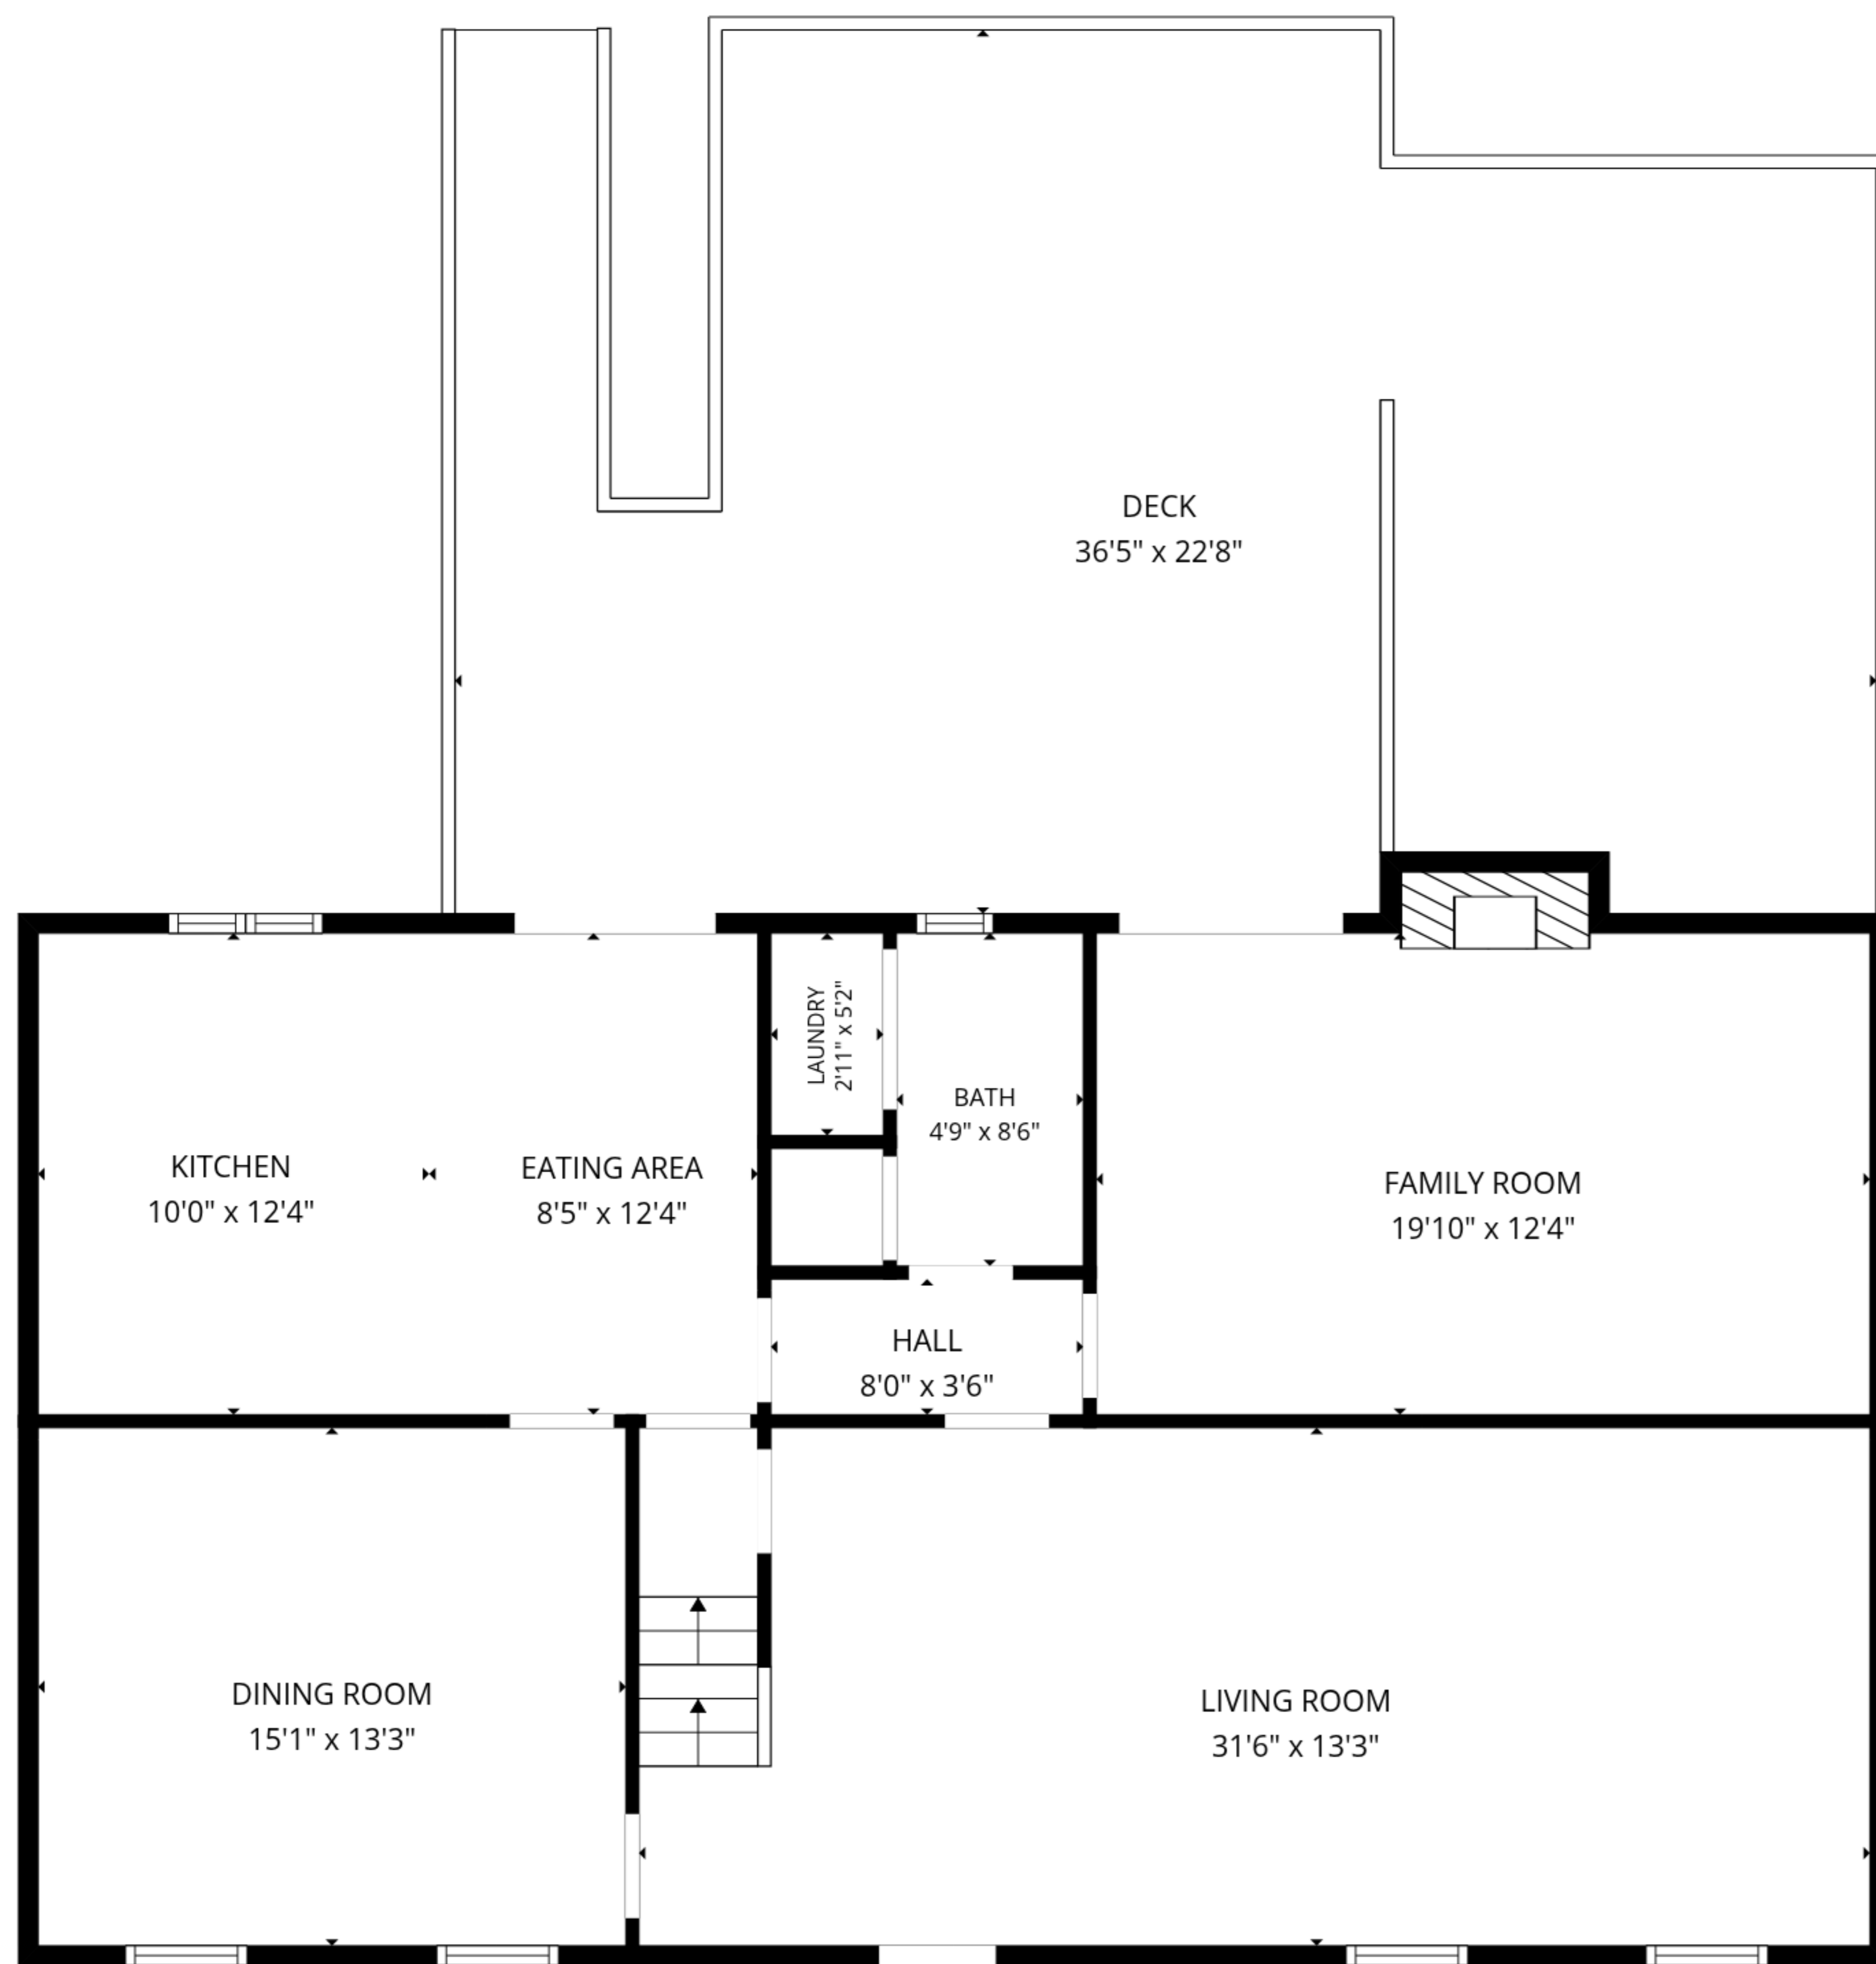 DECK
36'5" x 22'8"
LAUNDRY
2'11" x 5'2"
BATH
4'9" x 8'6"
KITCHEN
10'0" x 12'4"
EATING AREA
8'5" x 12'4"
FAMILY ROOM
19'10" x 12'4"
HALL
8'0" x 3'6"
DINING ROOM
15'1" x 13'3"
LIVING ROOM
31'6" x 13'3"